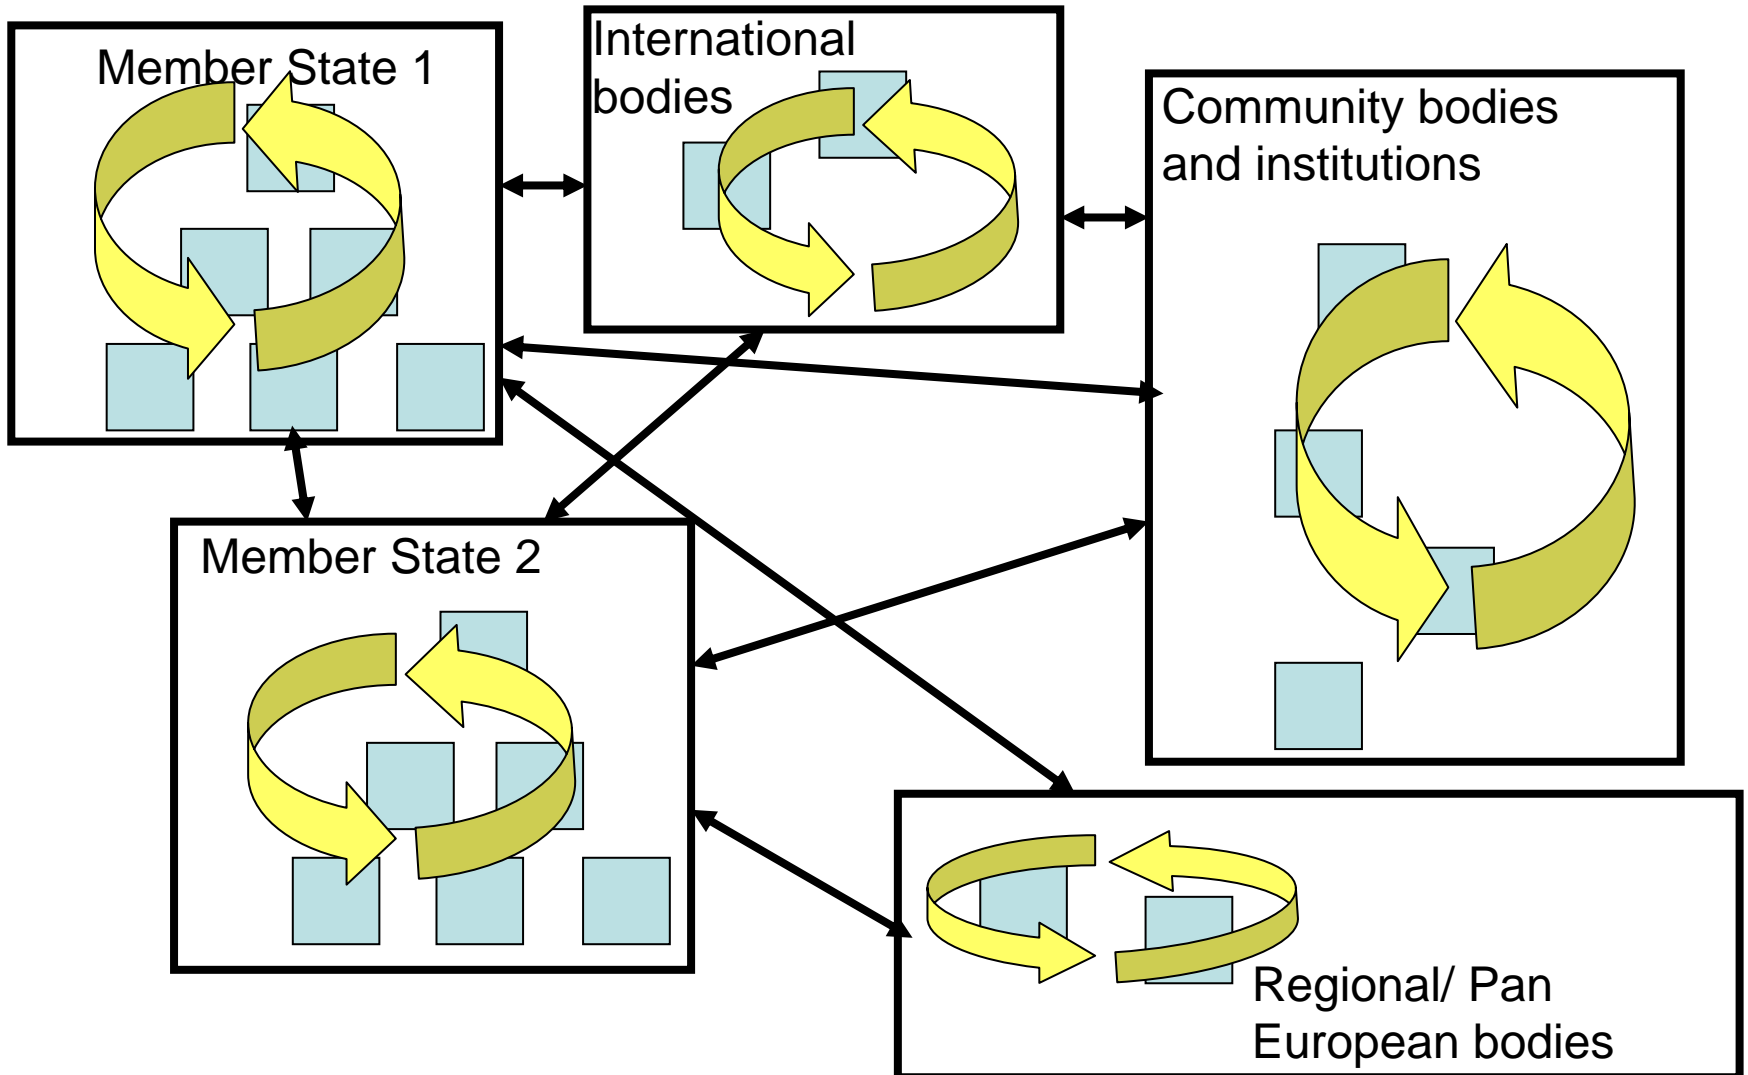 Member State 1
International
bodies
Community bodies
and institutions
Member State 2
Regional/ Pan
European bodies